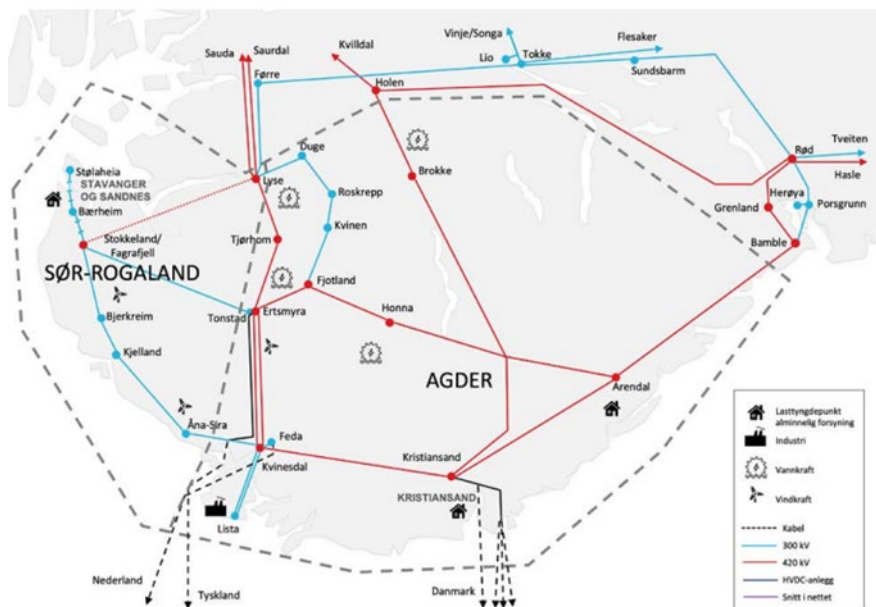 Vinje/Songa
Flesaker
Kvilldal
Saurdal
Sauda
Lio
Tokke
Sundsbarm
Førre
Holen
Tveiten
Duge
Rød
Hasle
Brokke
Stølaheia
STAVANGER
OG SANDNES
Lyse
Roskrepp
Herøya
Porsgrunn
Grenland
Bærheim
Kvinen
Tjørhom
Bamble
Stokkeland/
Fagrafjell
SØR-ROGALAND
Fjotland
Honna
Tonstad
Ertsmyra
Bjerkreim
Kjelland
AGDER
Arendal
Åna-Sira
Feda
Kvinesdal
Kristiansand
KRISTIANSAND
Lista
Nederland
Tyskland
Danmark
Lasttyngdepunkt
alminnelig forsyning
Industri
Vannkraft
Vindkraft
Kabel
300 kV
420 kV
HVDC-anlegg
Snitt i nettet